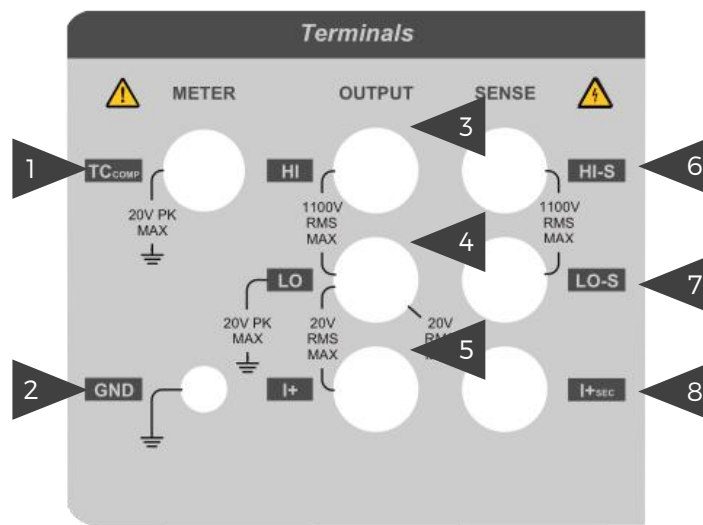 Terminals
METER OUTPUT SENSE
3
1 TCCOMP HI HI-S 6
20V PK
MAX
1100V
RMS
MAX
1100V
RMS
MAX
4
LO LO-S 7
20V PK
MAX
20V
RMS
MAX
20V
5
2 GND I+ I+SEC 8